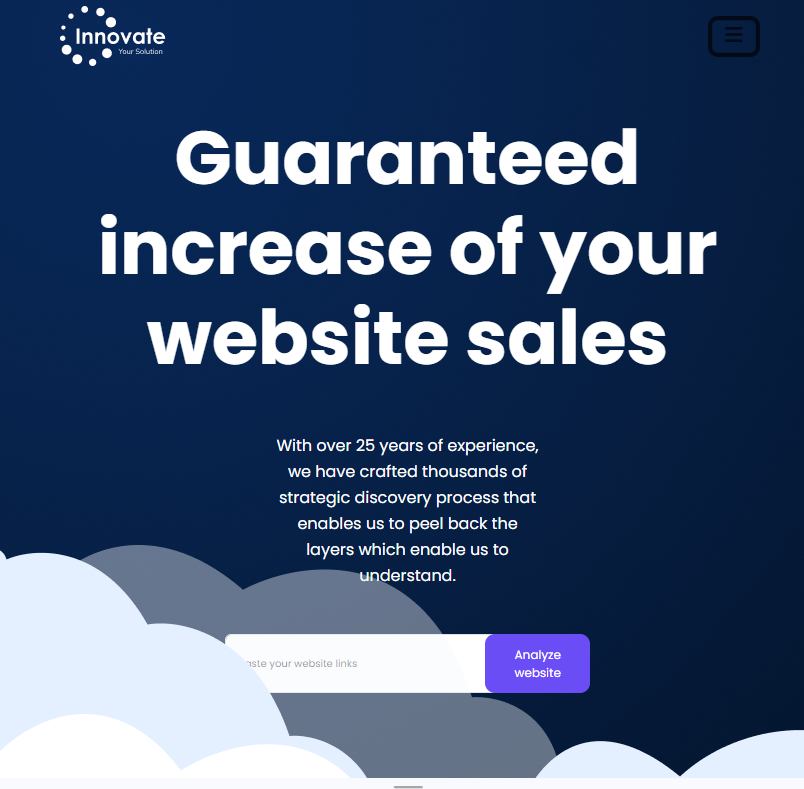 Innovate
Your Solution
Guaranteed
increase of your
website sales
With over 25 years of experience,
we have crafted thousands of
strategic discovery process that
enables us to peel back the
layers which enable us to
understand.
your website links
Analyze
website